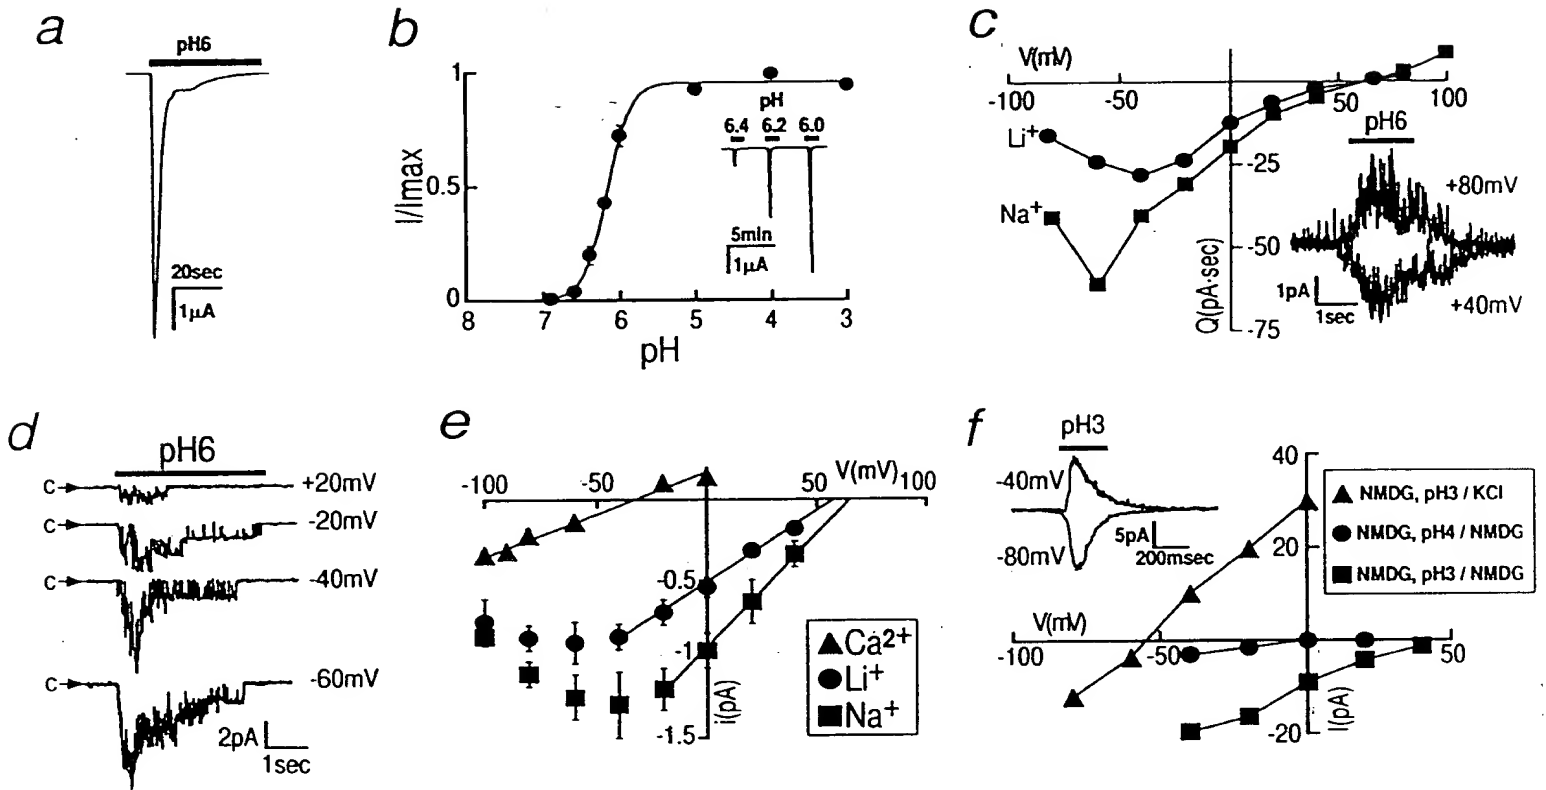 a
pH6
20sec
1μA
b
I/Imax
1
0.5
0
8 7 6 5 4 3
pH
pH
6.4 6.2 6.0
5min
1μA
c
V(mV)
-100 -50 50 100
Li+
Na+
-25
-50
-75
Q(pA·sec)
pH6
+80mV
+40mV
1pA
1sec
d
pH6
c +20mV
c -20mV
c -40mV
c -60mV
2pA
1sec
e
V(mV)
-100 -50 50 100
-0.5
-1
-1.5
i(pA)
Ca2+
Li+
Na+
f
pH3
-40mV
-80mV
5pA
200msec
40
20
-20
V(mV)
-100 -50 50
I(pA)
NMDG, pH3 / KCl
NMDG, pH4 / NMDG
NMDG, pH3 / NMDG